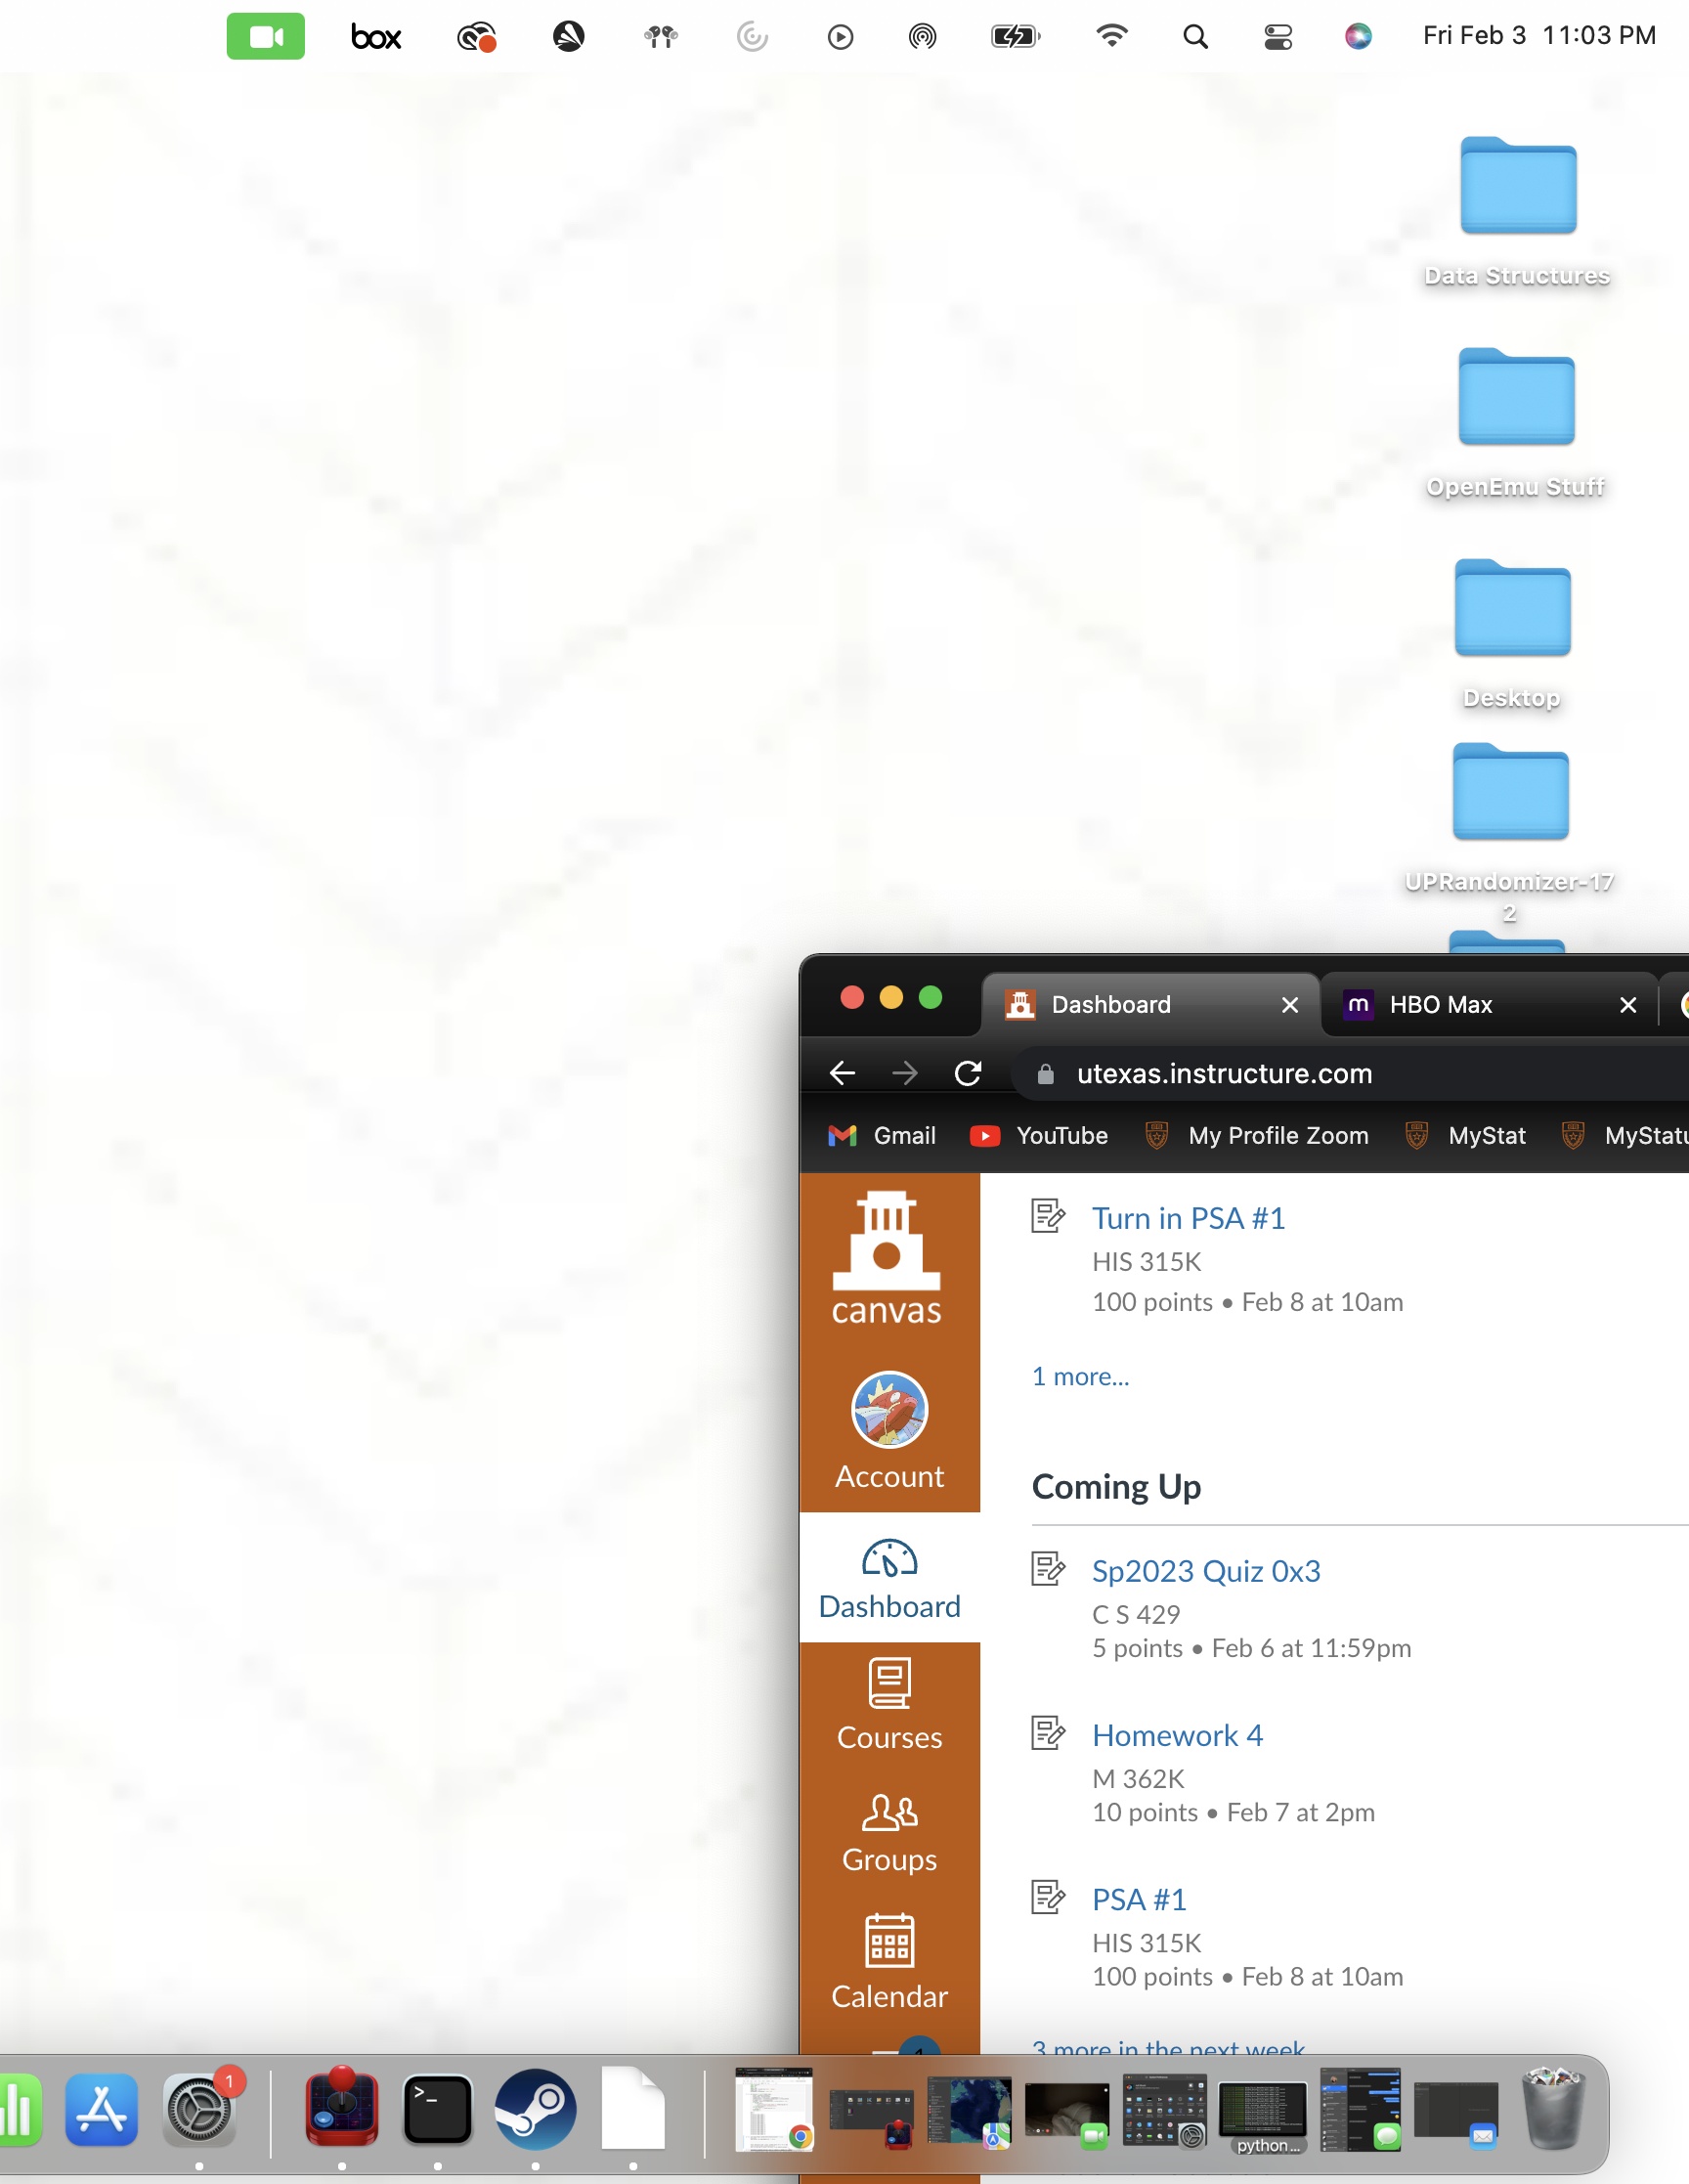 box
Fri Feb 3 11:03 PM
Data Structures
OpenEmu Stuff
Desktop
UPRandomizer-17
2
Dashboard
m HBO Max
utexas.instructure.com
Gmail YouTube My Profile Zoom MyStat MyStatu
canvas
Account
Dashboard
Courses
Groups
Calendar
1
Turn in PSA #1
HIS 315K
100 points • Feb 8 at 10am
1 more...
Coming Up
Sp2023 Quiz 0x3
C S 429
5 points • Feb 6 at 11:59pm
Homework 4
M 362K
10 points • Feb 7 at 2pm
PSA #1
HIS 315K
100 points • Feb 8 at 10am
3 more in the next week
1
>_
python...